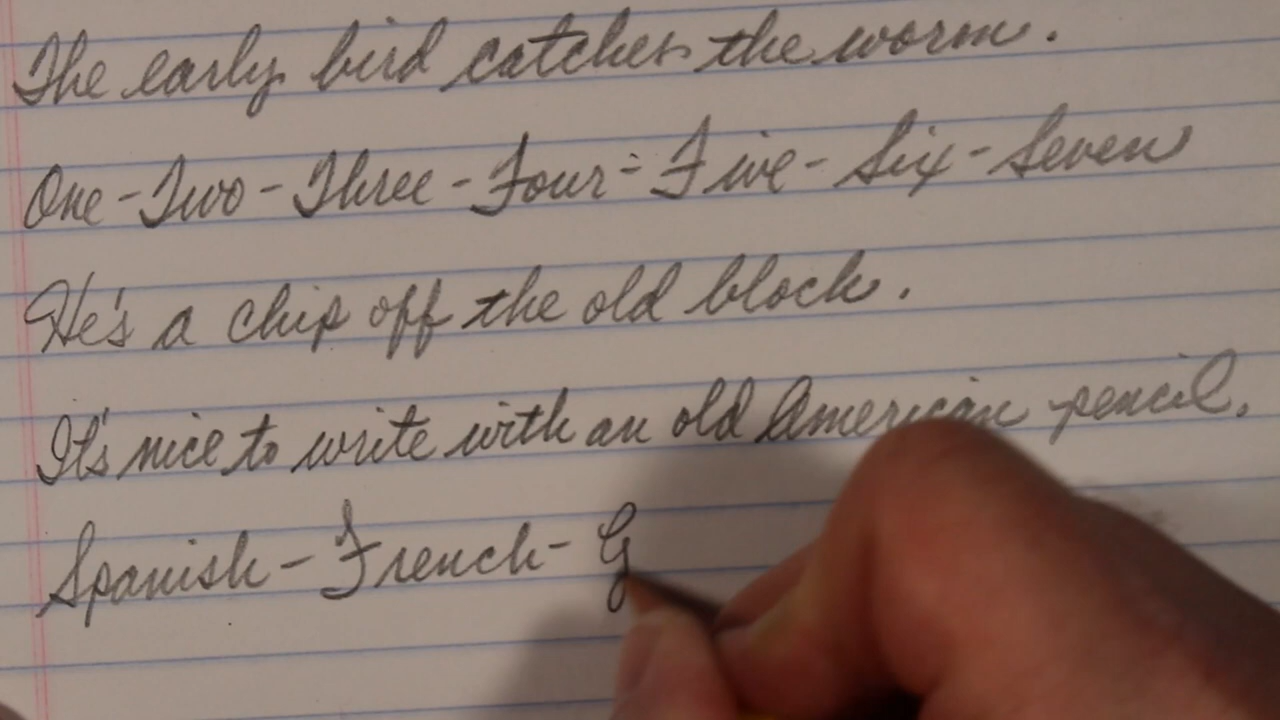 The early bird catches the worm.
One-Two-Three-Four-Five-Six-Seven
He's a chip off the old block.
It's nice to write with an old American pencil.
Spanish-French-G